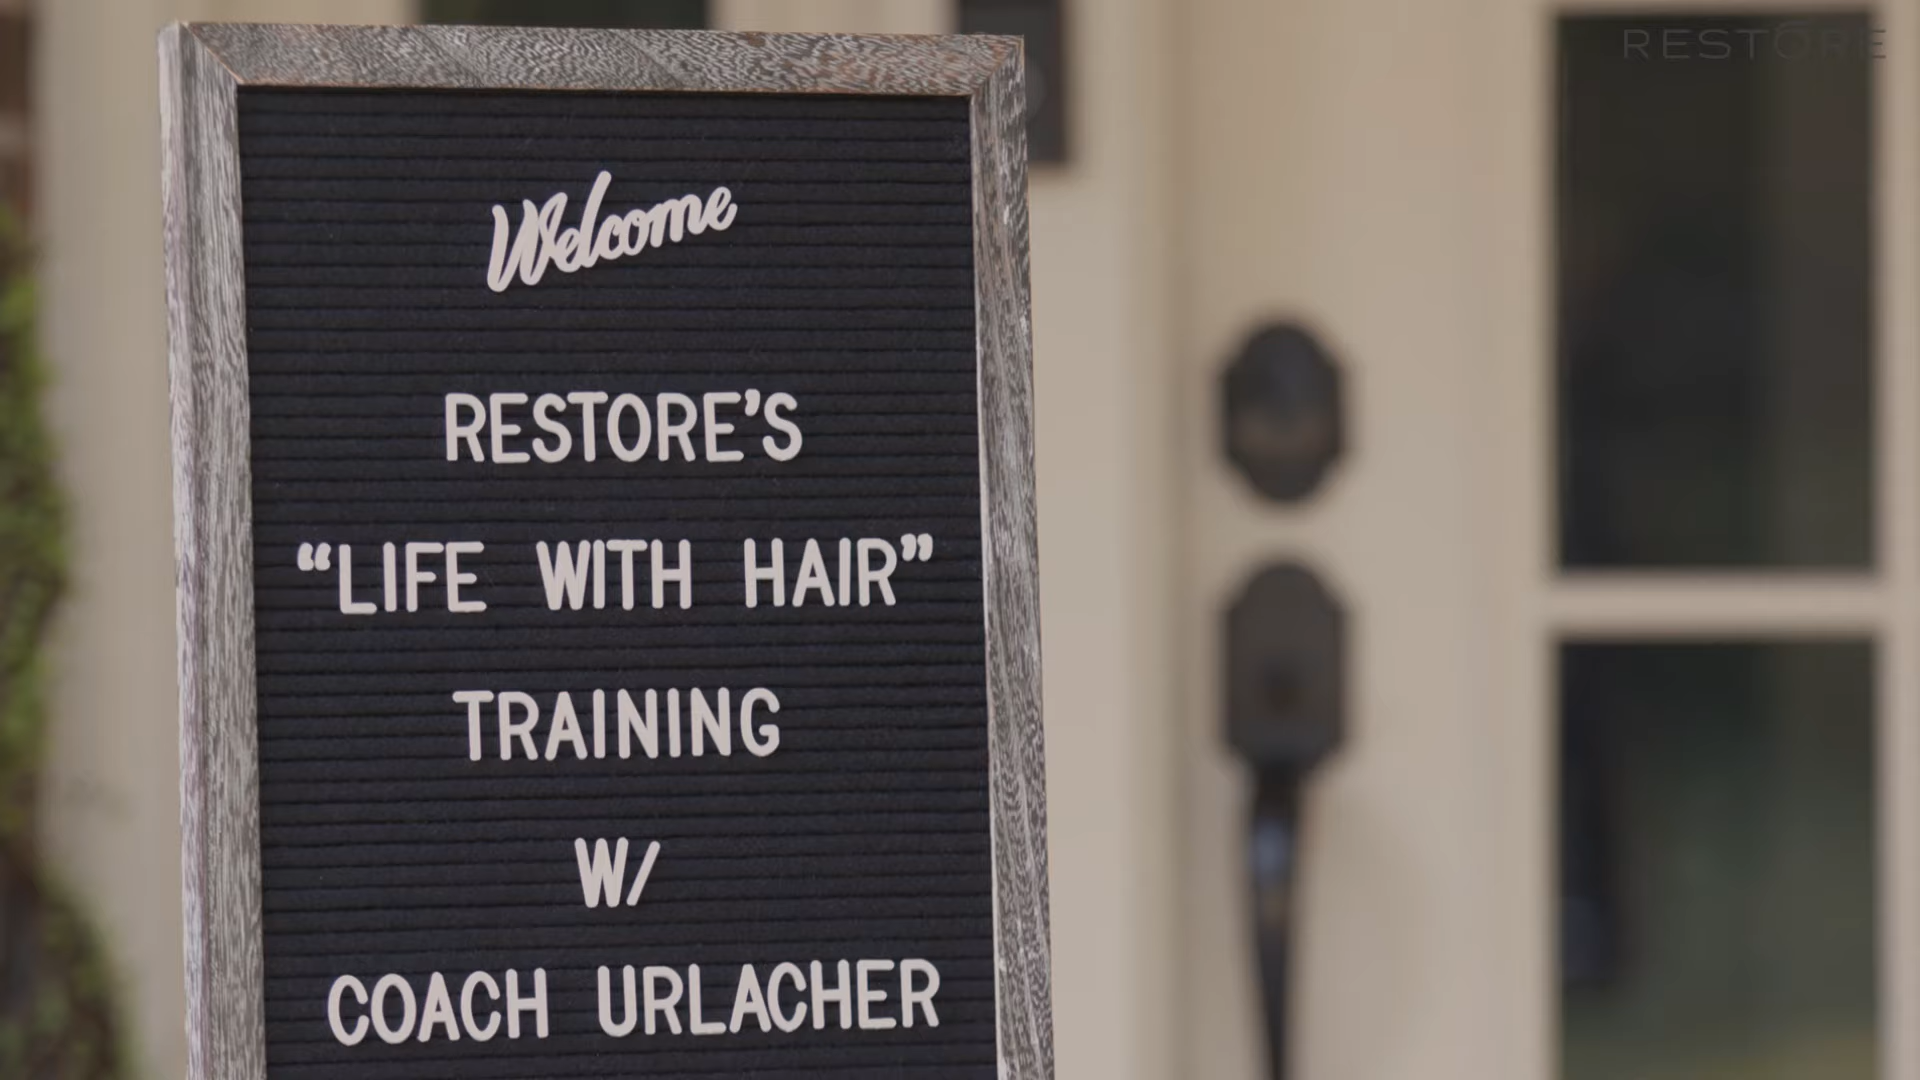 RESTORE
Welcome
RESTORE'S
“LIFE WITH HAIR”
TRAINING
W/
COACH URLACHER